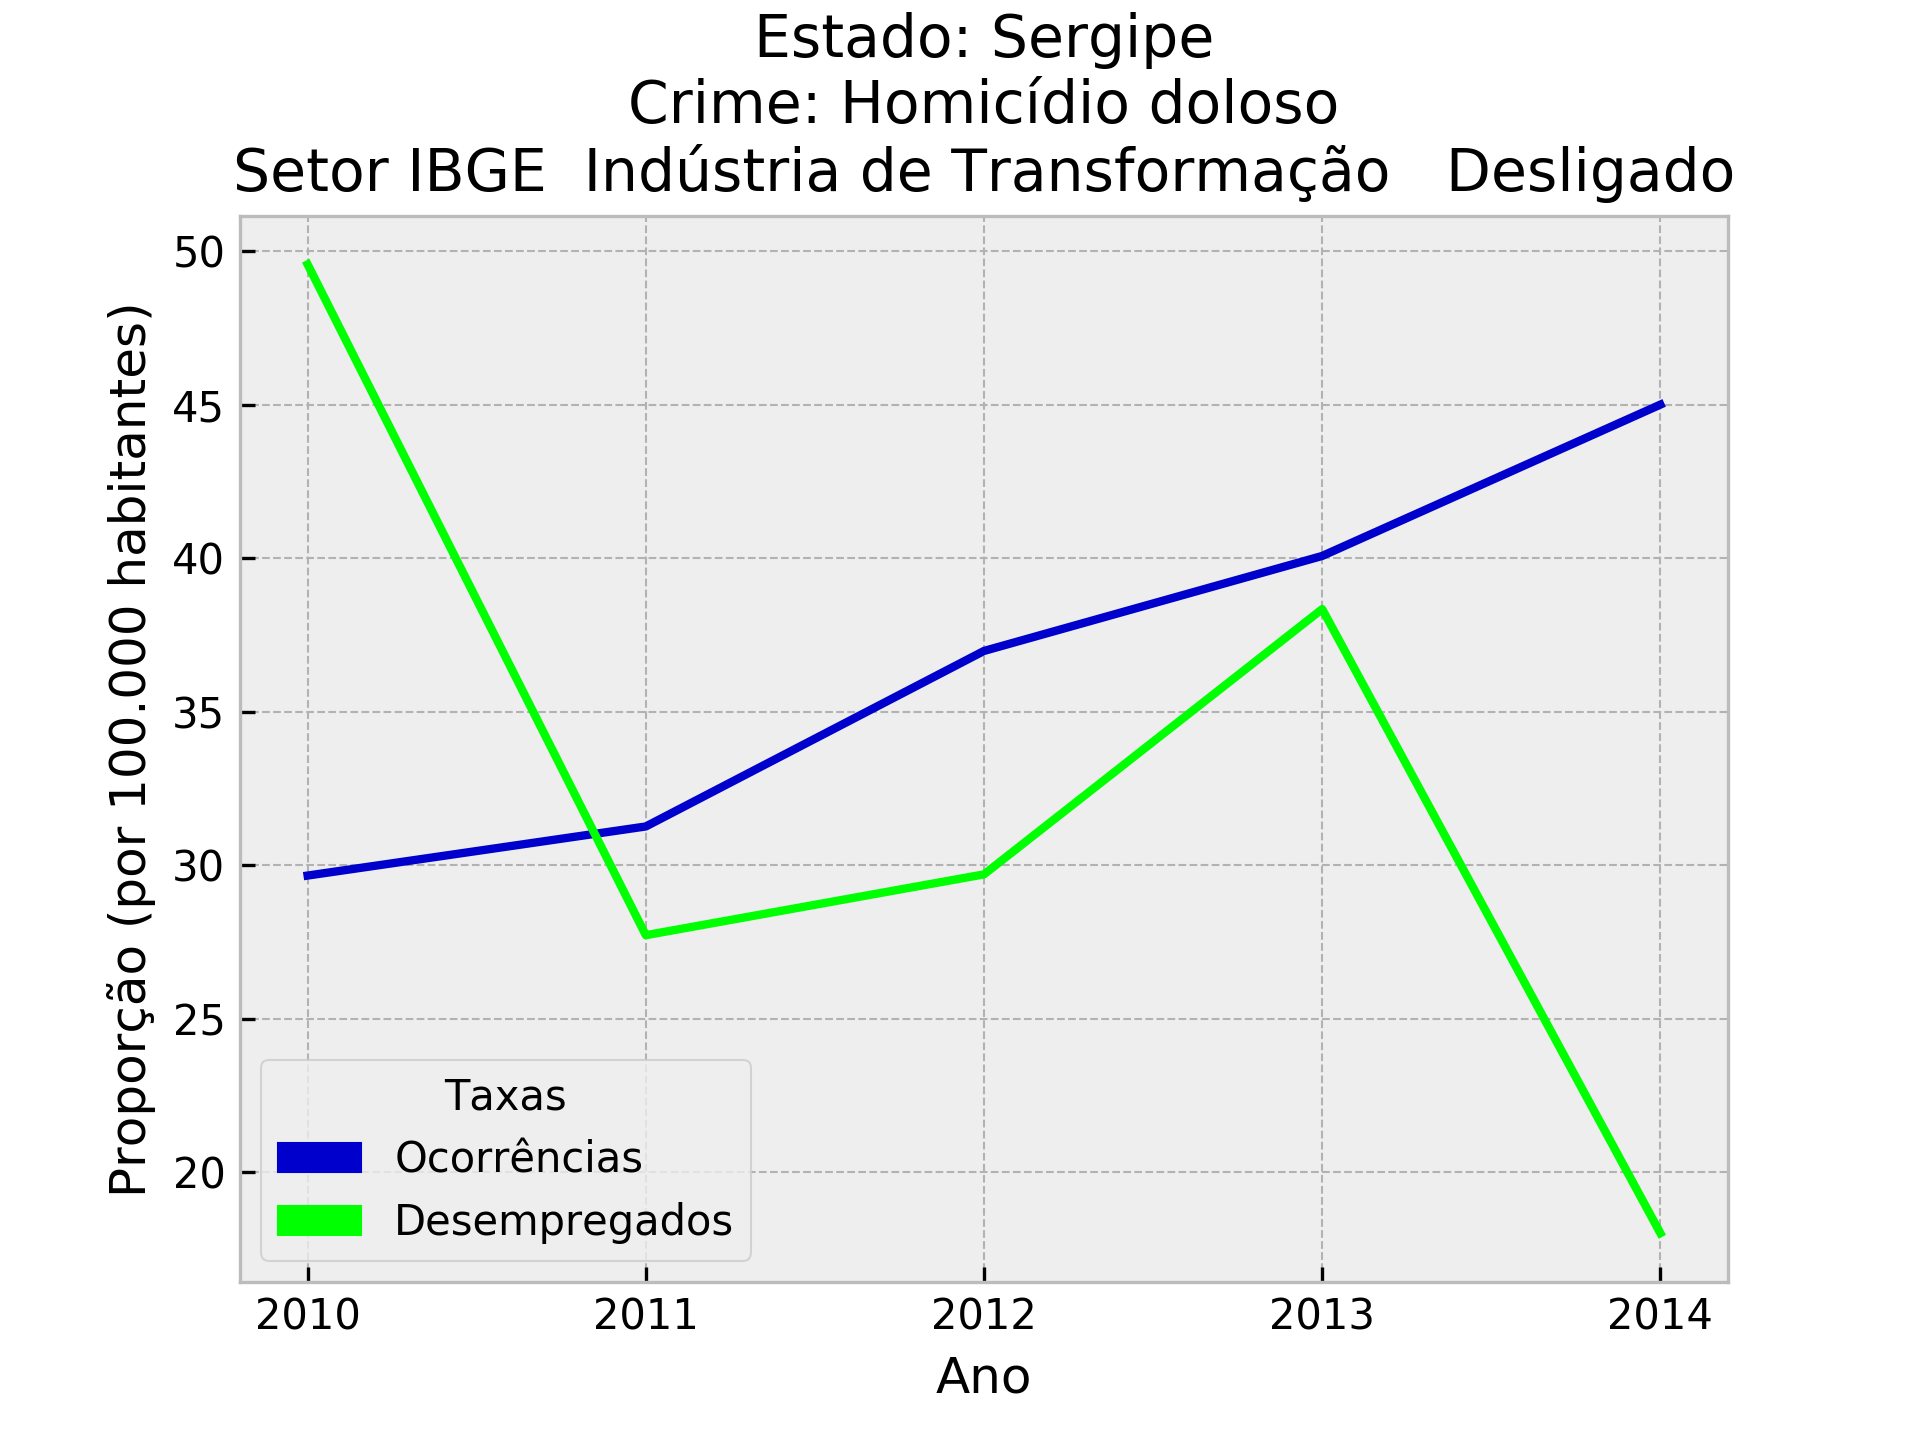 Estado: Sergipe
Crime: Homicídio doloso
Setor IBGE  Indústria de Transformação   Desligado
Proporção (por 100.000 habitantes)
50
45
40
35
30
25
20
Taxas
Ocorrências
Desempregados
2010 2011 2012 2013 2014
Ano